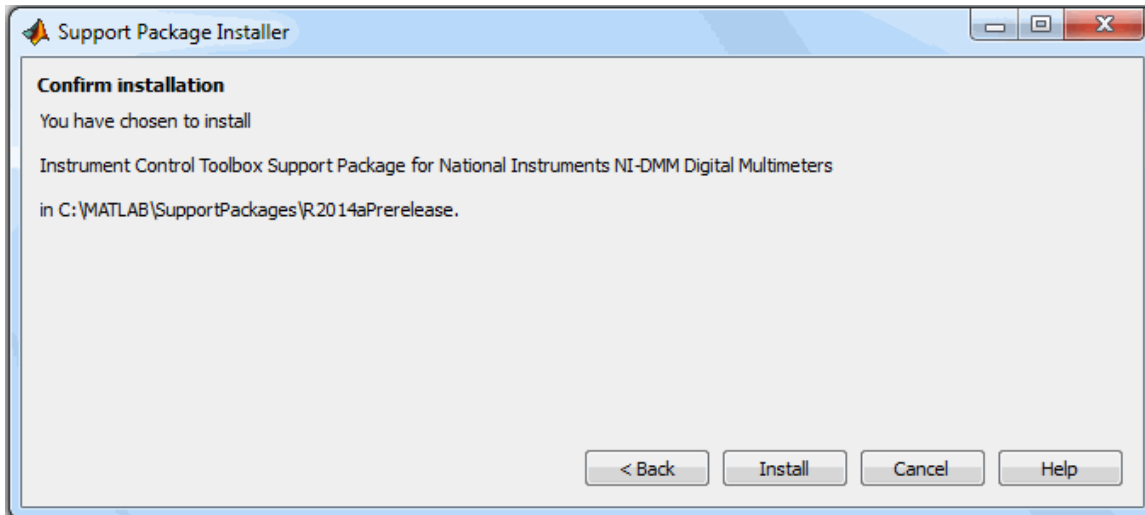 Support Package Installer
Confirm installation
You have chosen to install
Instrument Control Toolbox Support Package for National Instruments NI-DMM Digital Multimeters
in C:\MATLAB\SupportPackages\R2014aPrerelease.
< Back Install Cancel Help